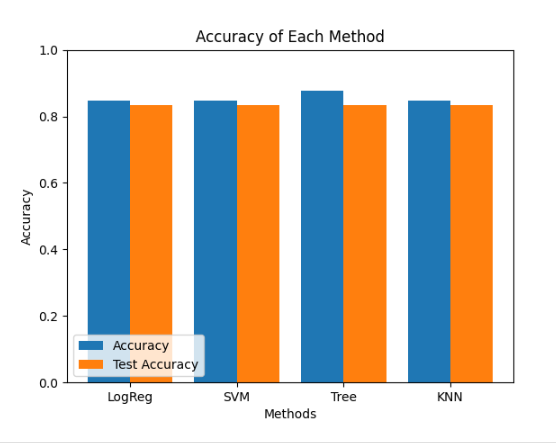 Accuracy of Each Method
1.0
0.8
0.6
0.4
0.2
0.0
Accuracy
Accuracy
Test Accuracy
LogReg SVM Tree KNN
Methods